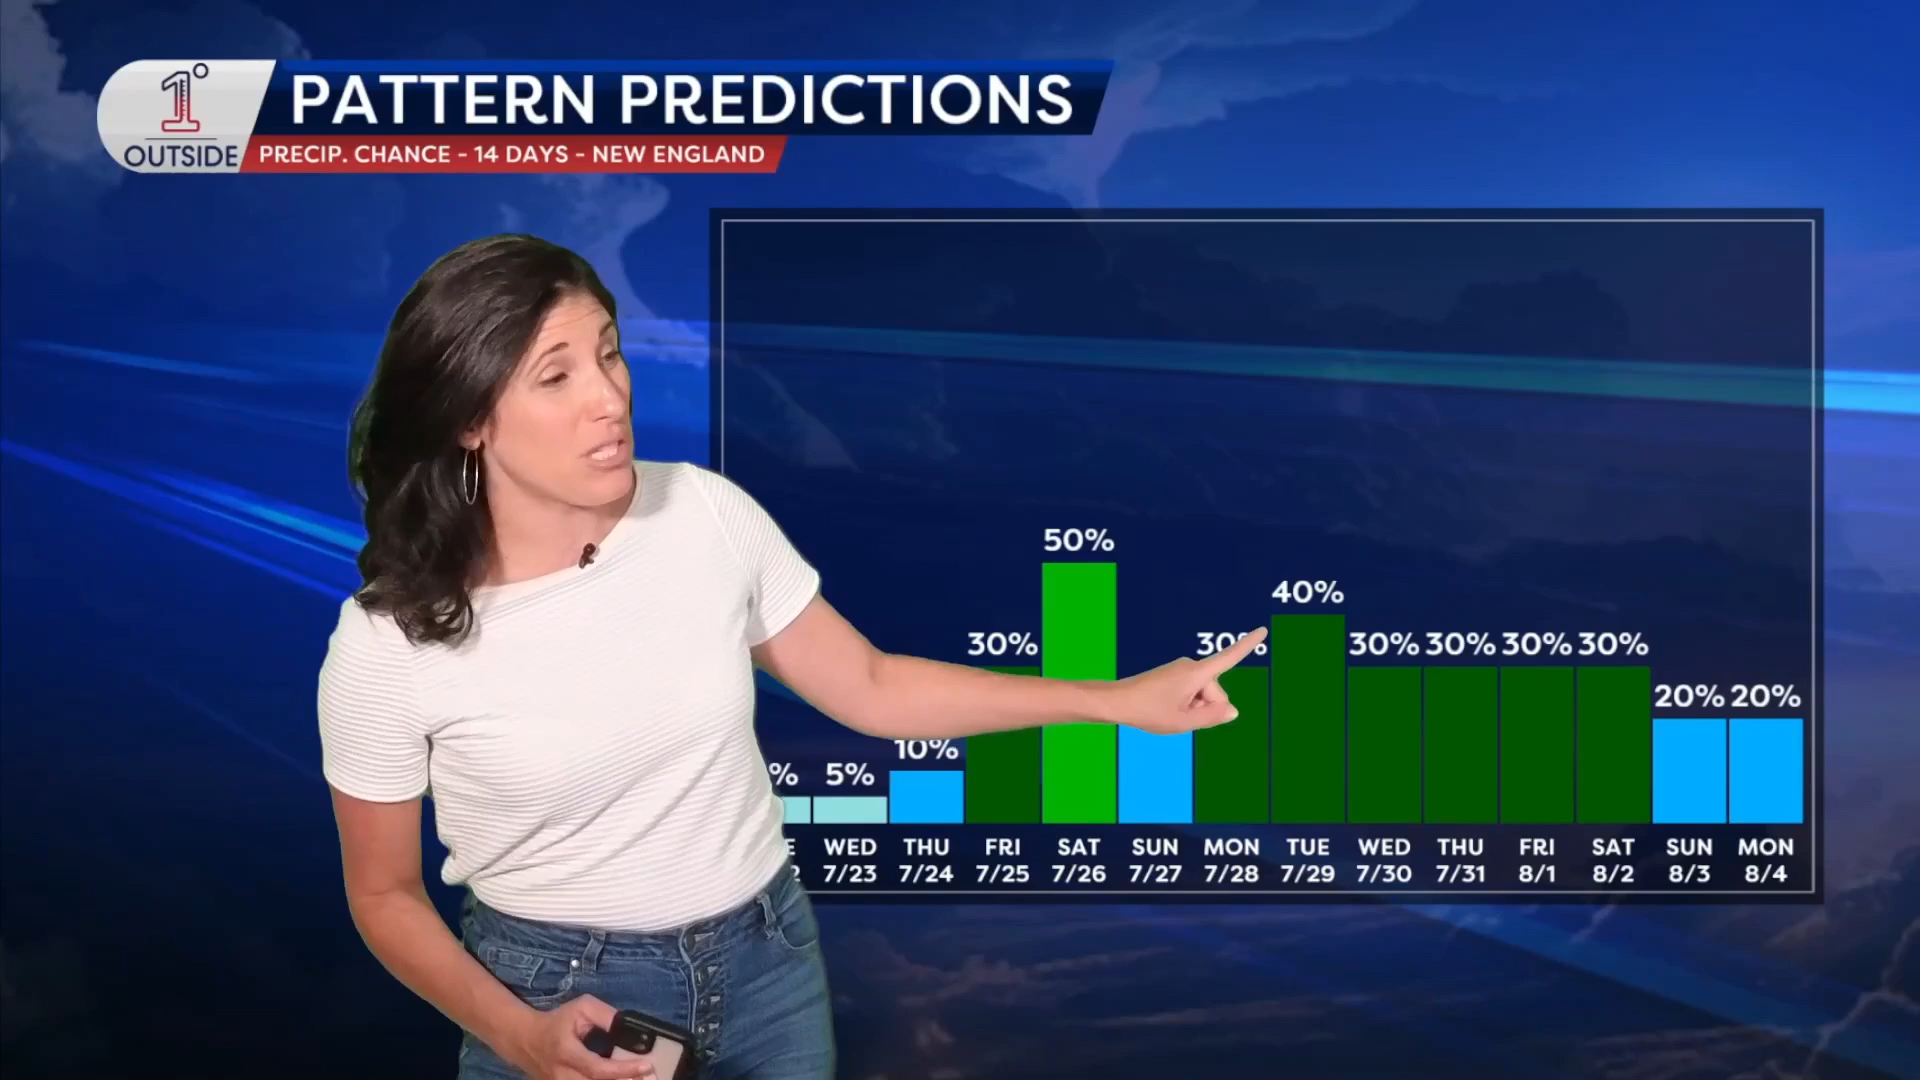 1°
OUTSIDE
PATTERN PREDICTIONS
PRECIP. CHANCE - 14 DAYS - NEW ENGLAND
% 5% 10% 30% 50% 30% 40% 30% 30% 30% 30% 20% 20%
WED THU FRI SAT SUN MON TUE WED THU FRI SAT SUN MON
7/23 7/24 7/25 7/26 7/27 7/28 7/29 7/30 7/31 8/1 8/2 8/3 8/4